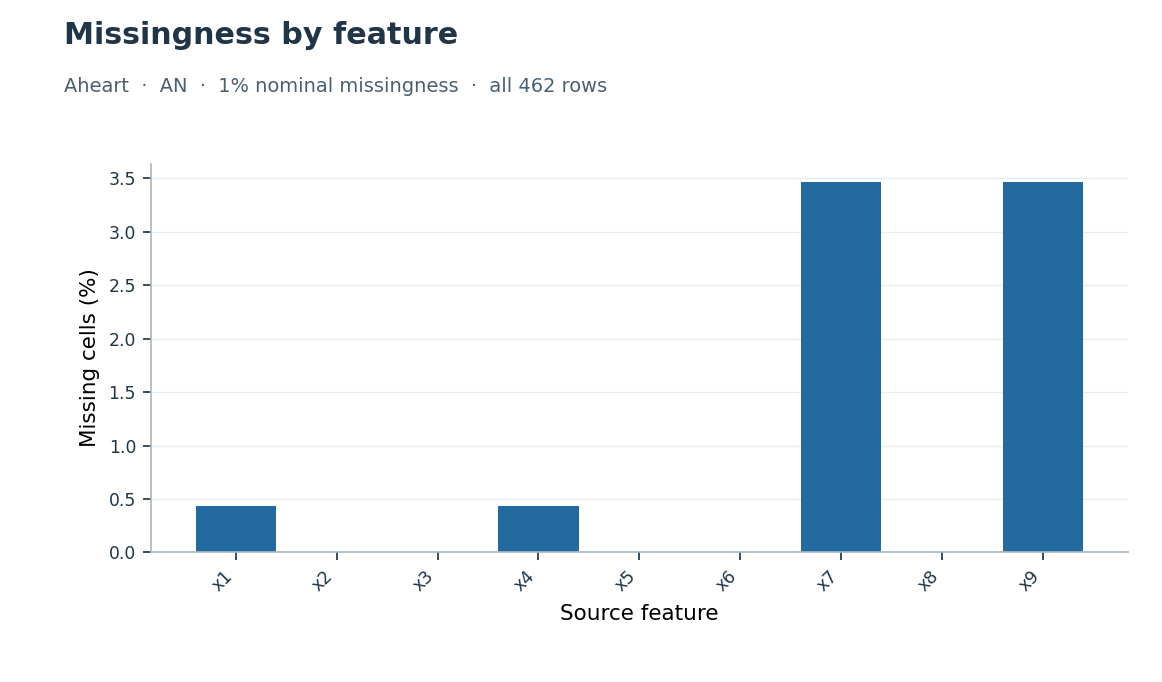 Missingness by feature
Aheart · AN · 1% nominal missingness · all 462 rows
3.5
3.0
2.5
2.0
1.5
1.0
0.5
0.0
Missing cells (%)
x1 x2 x3 x4 x5 x6 x7 x8 x9
Source feature